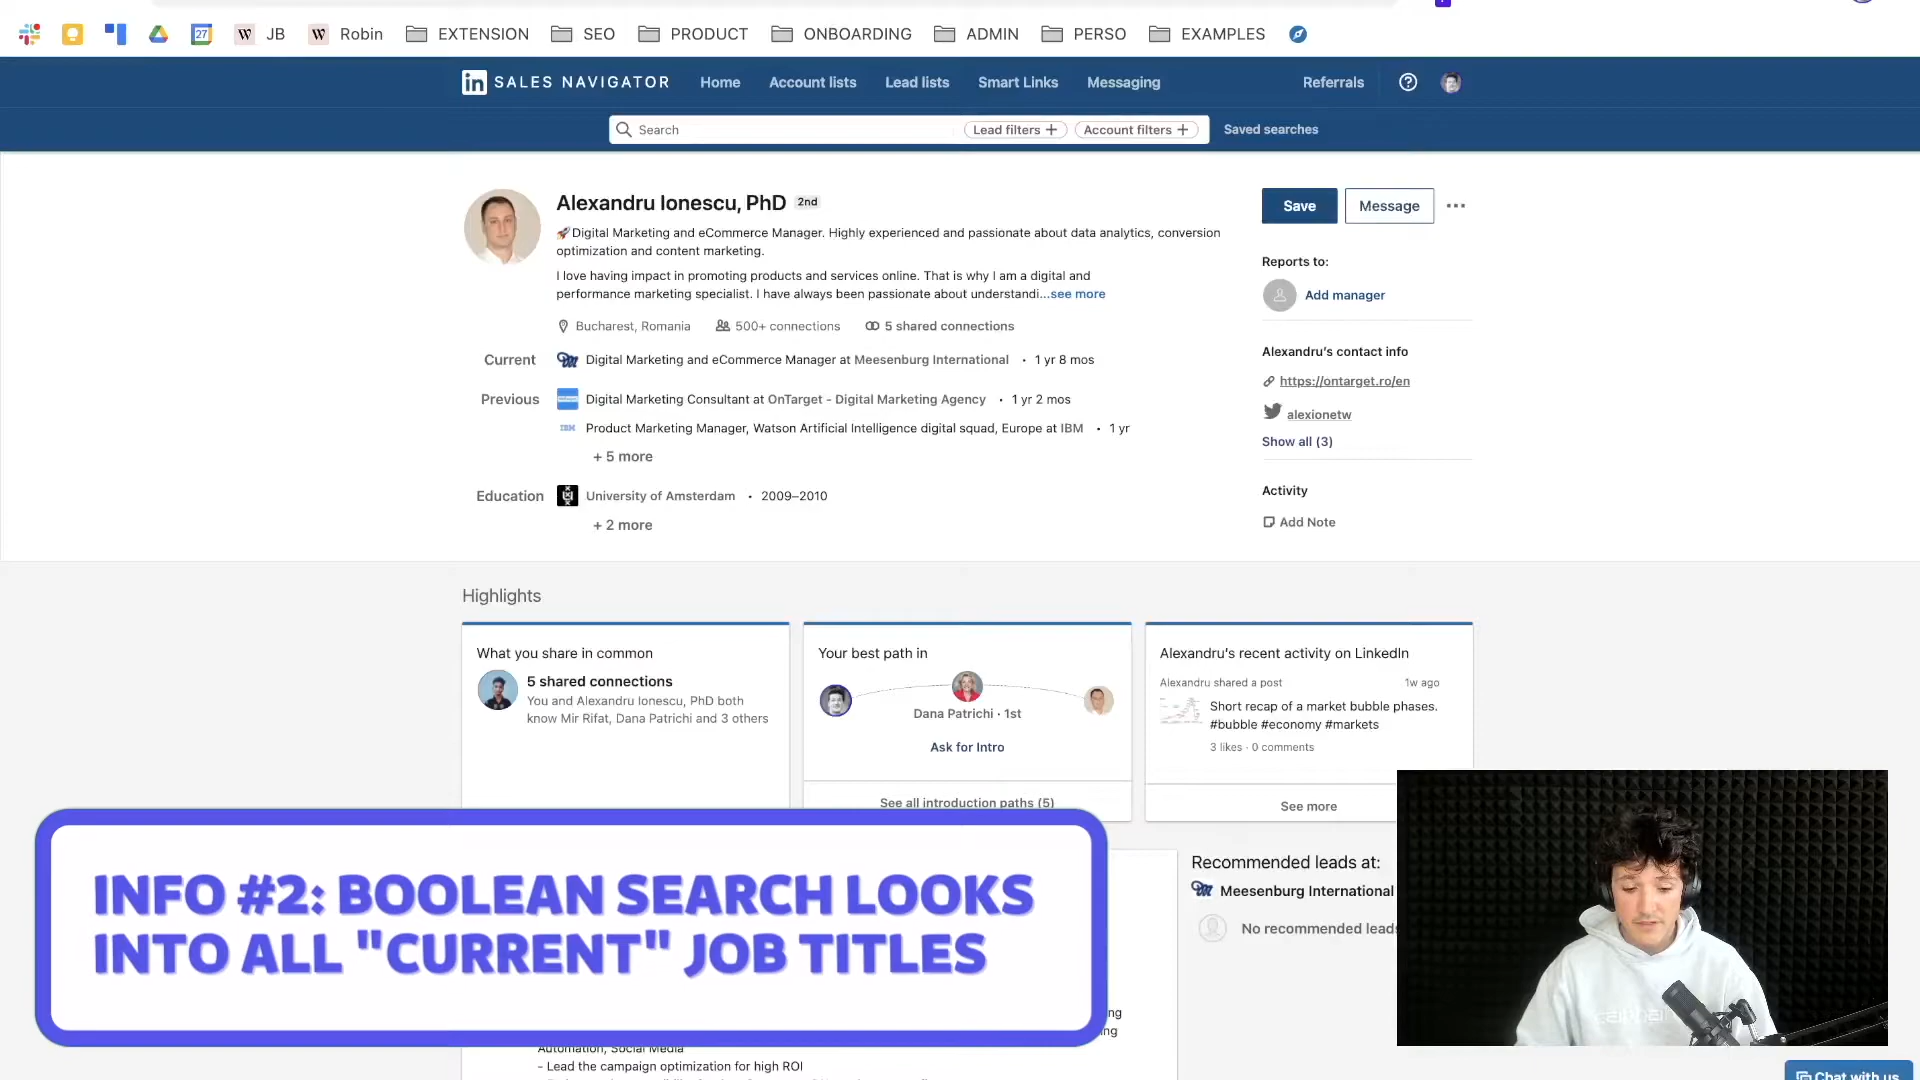 27
W JB
W Robin
EXTENSION
SEO
PRODUCT
ONBOARDING
ADMIN
PERSO
EXAMPLES
in SALES NAVIGATOR
Home
Account lists
Lead lists
Smart Links
Messaging
Referrals
Search
Lead filters +
Account filters +
Saved searches
Alexandru Ionescu, PhD 2nd
🚀Digital Marketing and eCommerce Manager. Highly experienced and passionate about data analytics, conversion
optimization and content marketing.
I love having impact in promoting products and services online. That is why I am a digital and
performance marketing specialist. I have always been passionate about understandi...see more
Bucharest, Romania
500+ connections
5 shared connections
Current
Digital Marketing and eCommerce Manager at Meesenburg International · 1 yr 8 mos
Previous
Digital Marketing Consultant at OnTarget - Digital Marketing Agency · 1 yr 2 mos
IBM Product Marketing Manager, Watson Artificial Intelligence digital squad, Europe at IBM · 1 yr
+ 5 more
Education
University of Amsterdam · 2009–2010
+ 2 more
Save
Message
Reports to:
Add manager
Alexandru's contact info
https://ontarget.ro/en
alexionetw
Show all (3)
Activity
Add Note
Highlights
What you share in common
5 shared connections
You and Alexandru Ionescu, PhD both
know Mir Rifat, Dana Patrichi and 3 others
Your best path in
Dana Patrichi · 1st
Ask for Intro
See all introduction paths (5)
Alexandru's recent activity on LinkedIn
Alexandru shared a post
1w ago
Short recap of a market bubble phases.
#bubble #economy #markets
3 likes · 0 comments
See more
INFO #2: BOOLEAN SEARCH LOOKS
INTO ALL "CURRENT" JOB TITLES
Recommended leads at:
Meesenburg International
No recommended leads
ng
ng
Automation, Social Media
- Lead the campaign optimization for high ROI
Chat with us